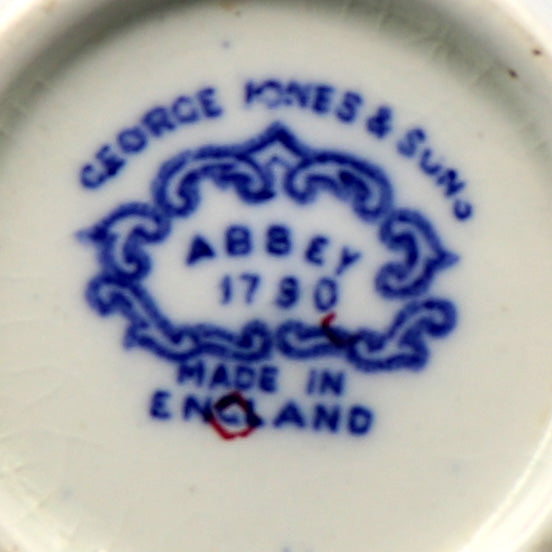 GEORGE JONES & SONS
ABBEY
1790
MADE IN
ENGLAND